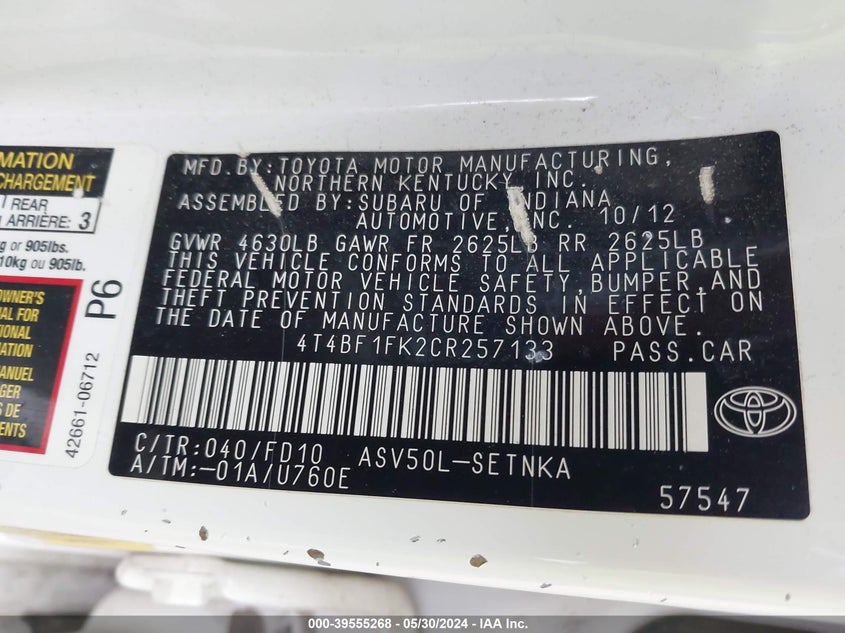 MATION
CHARGEMENT
REAR
ARRIÈRE: 3
g or 905lbs.
10kg ou 905lb.
OWNER'S
AL FOR
IONAL
MATION
MANUEL
GER
S DE
MENTS
42661-06712
P6
MFD.BY:TOYOTA MOTOR MANUFACTURING,
NORTHERN KENTUCKY, INC.
ASSEMBLED BY:SUBARU OF INDIANA
AUTOMOTIVE,INC. 10/12
GVWR 4630LB GAWR FR 2625LB RR 2625LB
THIS VEHICLE CONFORMS TO ALL APPLICABLE
FEDERAL MOTOR VEHICLE SAFETY,BUMPER,AND
THEFT PREVENTION STANDARDS IN EFFECT ON
THE DATE OF MANUFACTURE SHOWN ABOVE.
4T4BF1FK2CR257133 PASS.CAR
C/TR:040/FD10 ASV50L-SETNKA
A/TM:-01A/U760E
57547
000-39555268 - 05/30/2024 - IAA Inc.